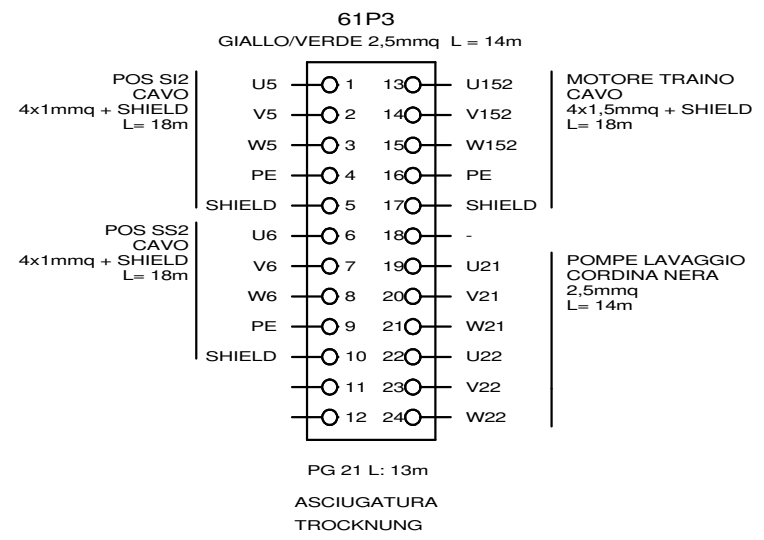 61P3
GIALLO/VERDE 2,5mmq L = 14m
POS SI2
CAVO
4x1mmq + SHIELD
L= 18m
U5 1 13 U152
V5 2 14 V152
W5 3 15 W152
PE 4 16 PE
SHIELD 5 17 SHIELD
MOTORE TRAINO
CAVO
4x1,5mmq + SHIELD
L= 18m
POS SS2
CAVO
4x1mmq + SHIELD
L= 18m
U6 6 18 -
V6 7 19 U21
W6 8 20 V21
PE 9 21 W21
SHIELD 10 22 U22
11 23 V22
12 24 W22
POMPE LAVAGGIO
CORDINA NERA
2,5mmq
L= 14m
PG 21 L: 13m
ASCIUGATURA
TROCKNUNG